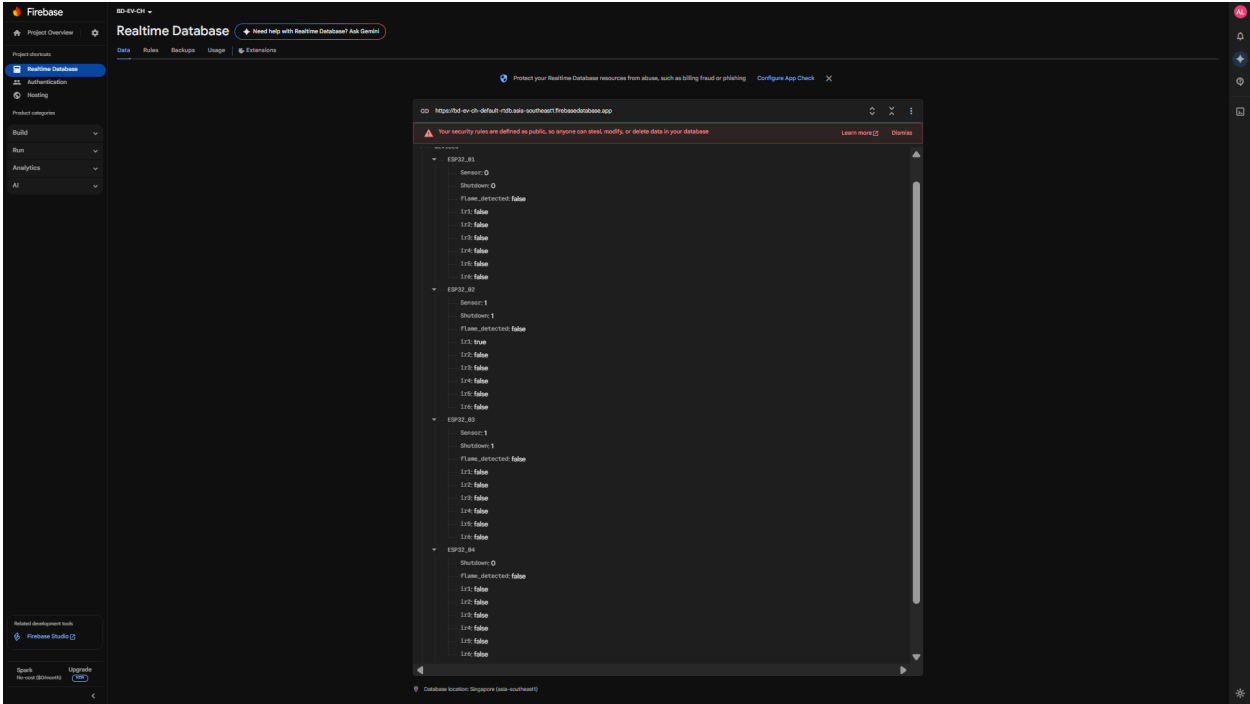 Firebase
Project Overview
Project shortcuts
Realtime Database
Authentication
Hosting
Product categories
Build
Run
Analytics
AI
Related development tools
Firebase Studio
Spark
No-cost ($0/month)
Upgrade
NEW
BD-EV-CH
Realtime Database
Need help with Realtime Database? Ask Gemini
Data Rules Backups Usage Extensions
Protect your Realtime Database resources from abuse, such as billing fraud or phishing Configure App Check
https://bd-ev-ch-default-rtdb.asia-southeast1.firebasedatabase.app
Your security rules are defined as public, so anyone can steal, modify, or delete data in your database Learn more Dismiss
ESP32_01
Sensor: 0
Shutdown: 0
flame_detected: false
ir1: false
ir2: false
ir3: false
ir4: false
ir5: false
ir6: false
ESP32_02
Sensor: 1
Shutdown: 1
flame_detected: false
ir1: true
ir2: false
ir3: false
ir4: false
ir5: false
ir6: false
ESP32_03
Sensor: 1
Shutdown: 1
flame_detected: false
ir1: false
ir2: false
ir3: false
ir4: false
ir5: false
ir6: false
ESP32_04
Shutdown: 0
flame_detected: false
ir1: false
ir2: false
ir3: false
ir4: false
ir5: false
ir6: false
Database location: Singapore (asia-southeast1)
AL